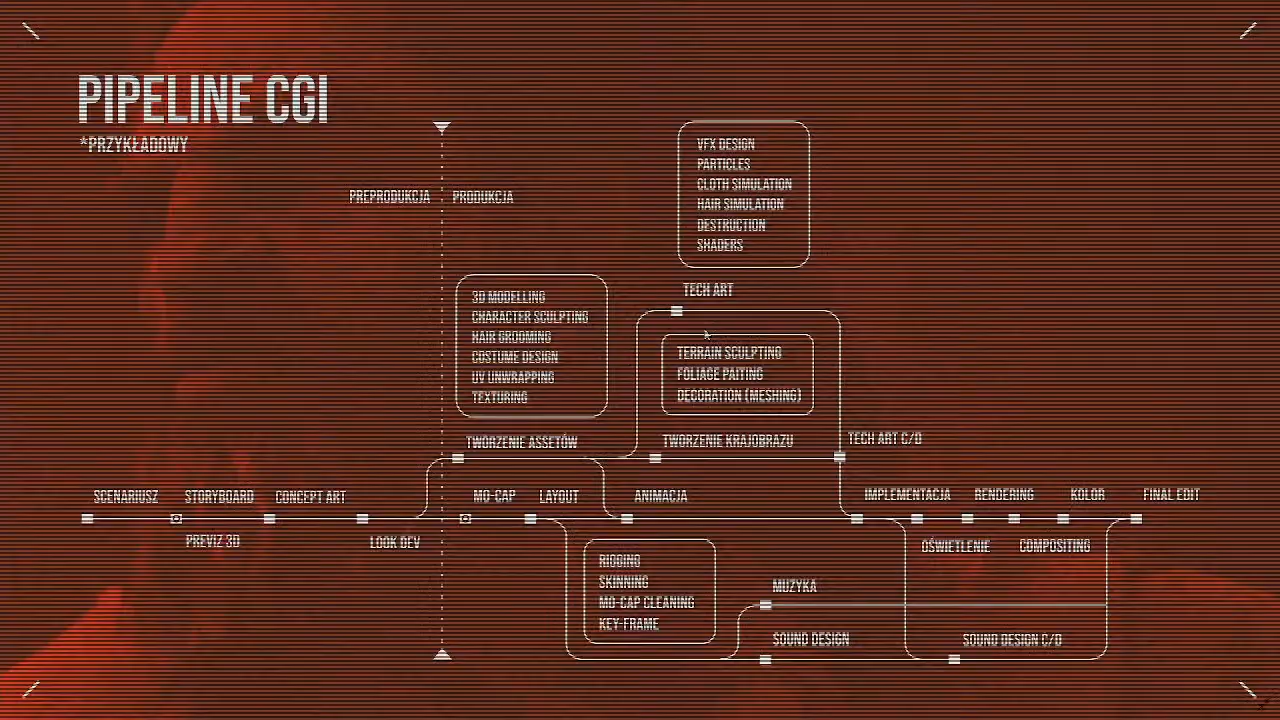 PIPELINE CGI
*PRZYKŁADOWY
PREPRODUKCJA
PRODUKCJA
VFX DESIGN
PARTICLES
CLOTH SIMULATION
HAIR SIMULATION
DESTRUCTION
SHADERS
TECH ART
3D MODELLING
CHARACTER SCULPTING
HAIR GROOMING
COSTUME DESIGN
UV UNWRAPPING
TEXTURING
TERRAIN SCULPTING
FOLIAGE PAITING
DECORATION (MESHING)
TWORZENIE ASSETÓW
TWORZENIE KRAJOBRAZU
TECH ART C/D
SCENARIUSZ
STORYBOARD
CONCEPT ART
MO-CAP
LAYOUT
ANIMACJA
IMPLEMENTACJA
RENDERING
KOLOR
FINAL EDIT
PREVIZ 3D
LOOK DEV
OŚWIETLENIE
COMPOSITING
RIGGING
SKINNING
MO-CAP CLEANING
KEY-FRAME
MUZYKA
SOUND DESIGN
SOUND DESIGN C/D